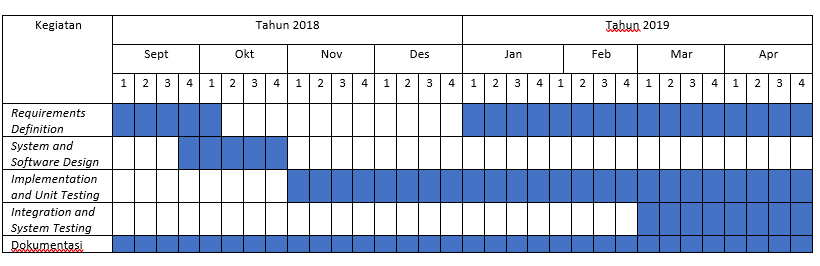 Kegiatan Tahun 2018 Tahun 2019
Sept Okt Nov Des Jan Feb Mar Apr
1 2 3 4 1 2 3 4 1 2 3 4 1 2 3 4 1 2 3 4 1 2 3 4 1 2 3 4 1 2 3 4
Requirements
Definition
System and
Software Design
Implementation
and Unit Testing
Integration and
System Testing
Dokumentasi